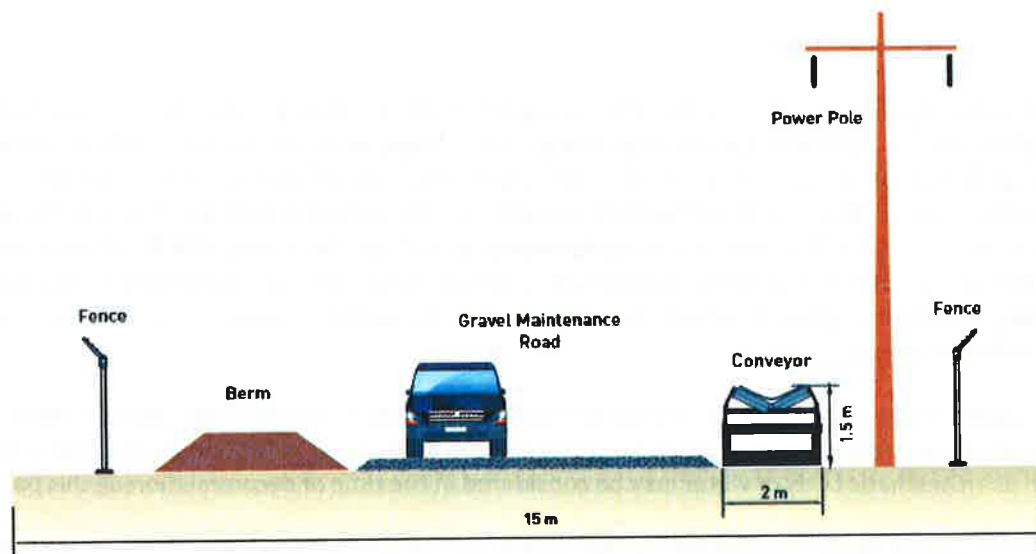 Power Pole
Fence
Fence
Gravel Maintenance
Road
Conveyor
Berm
1.5 m
2 m
15 m